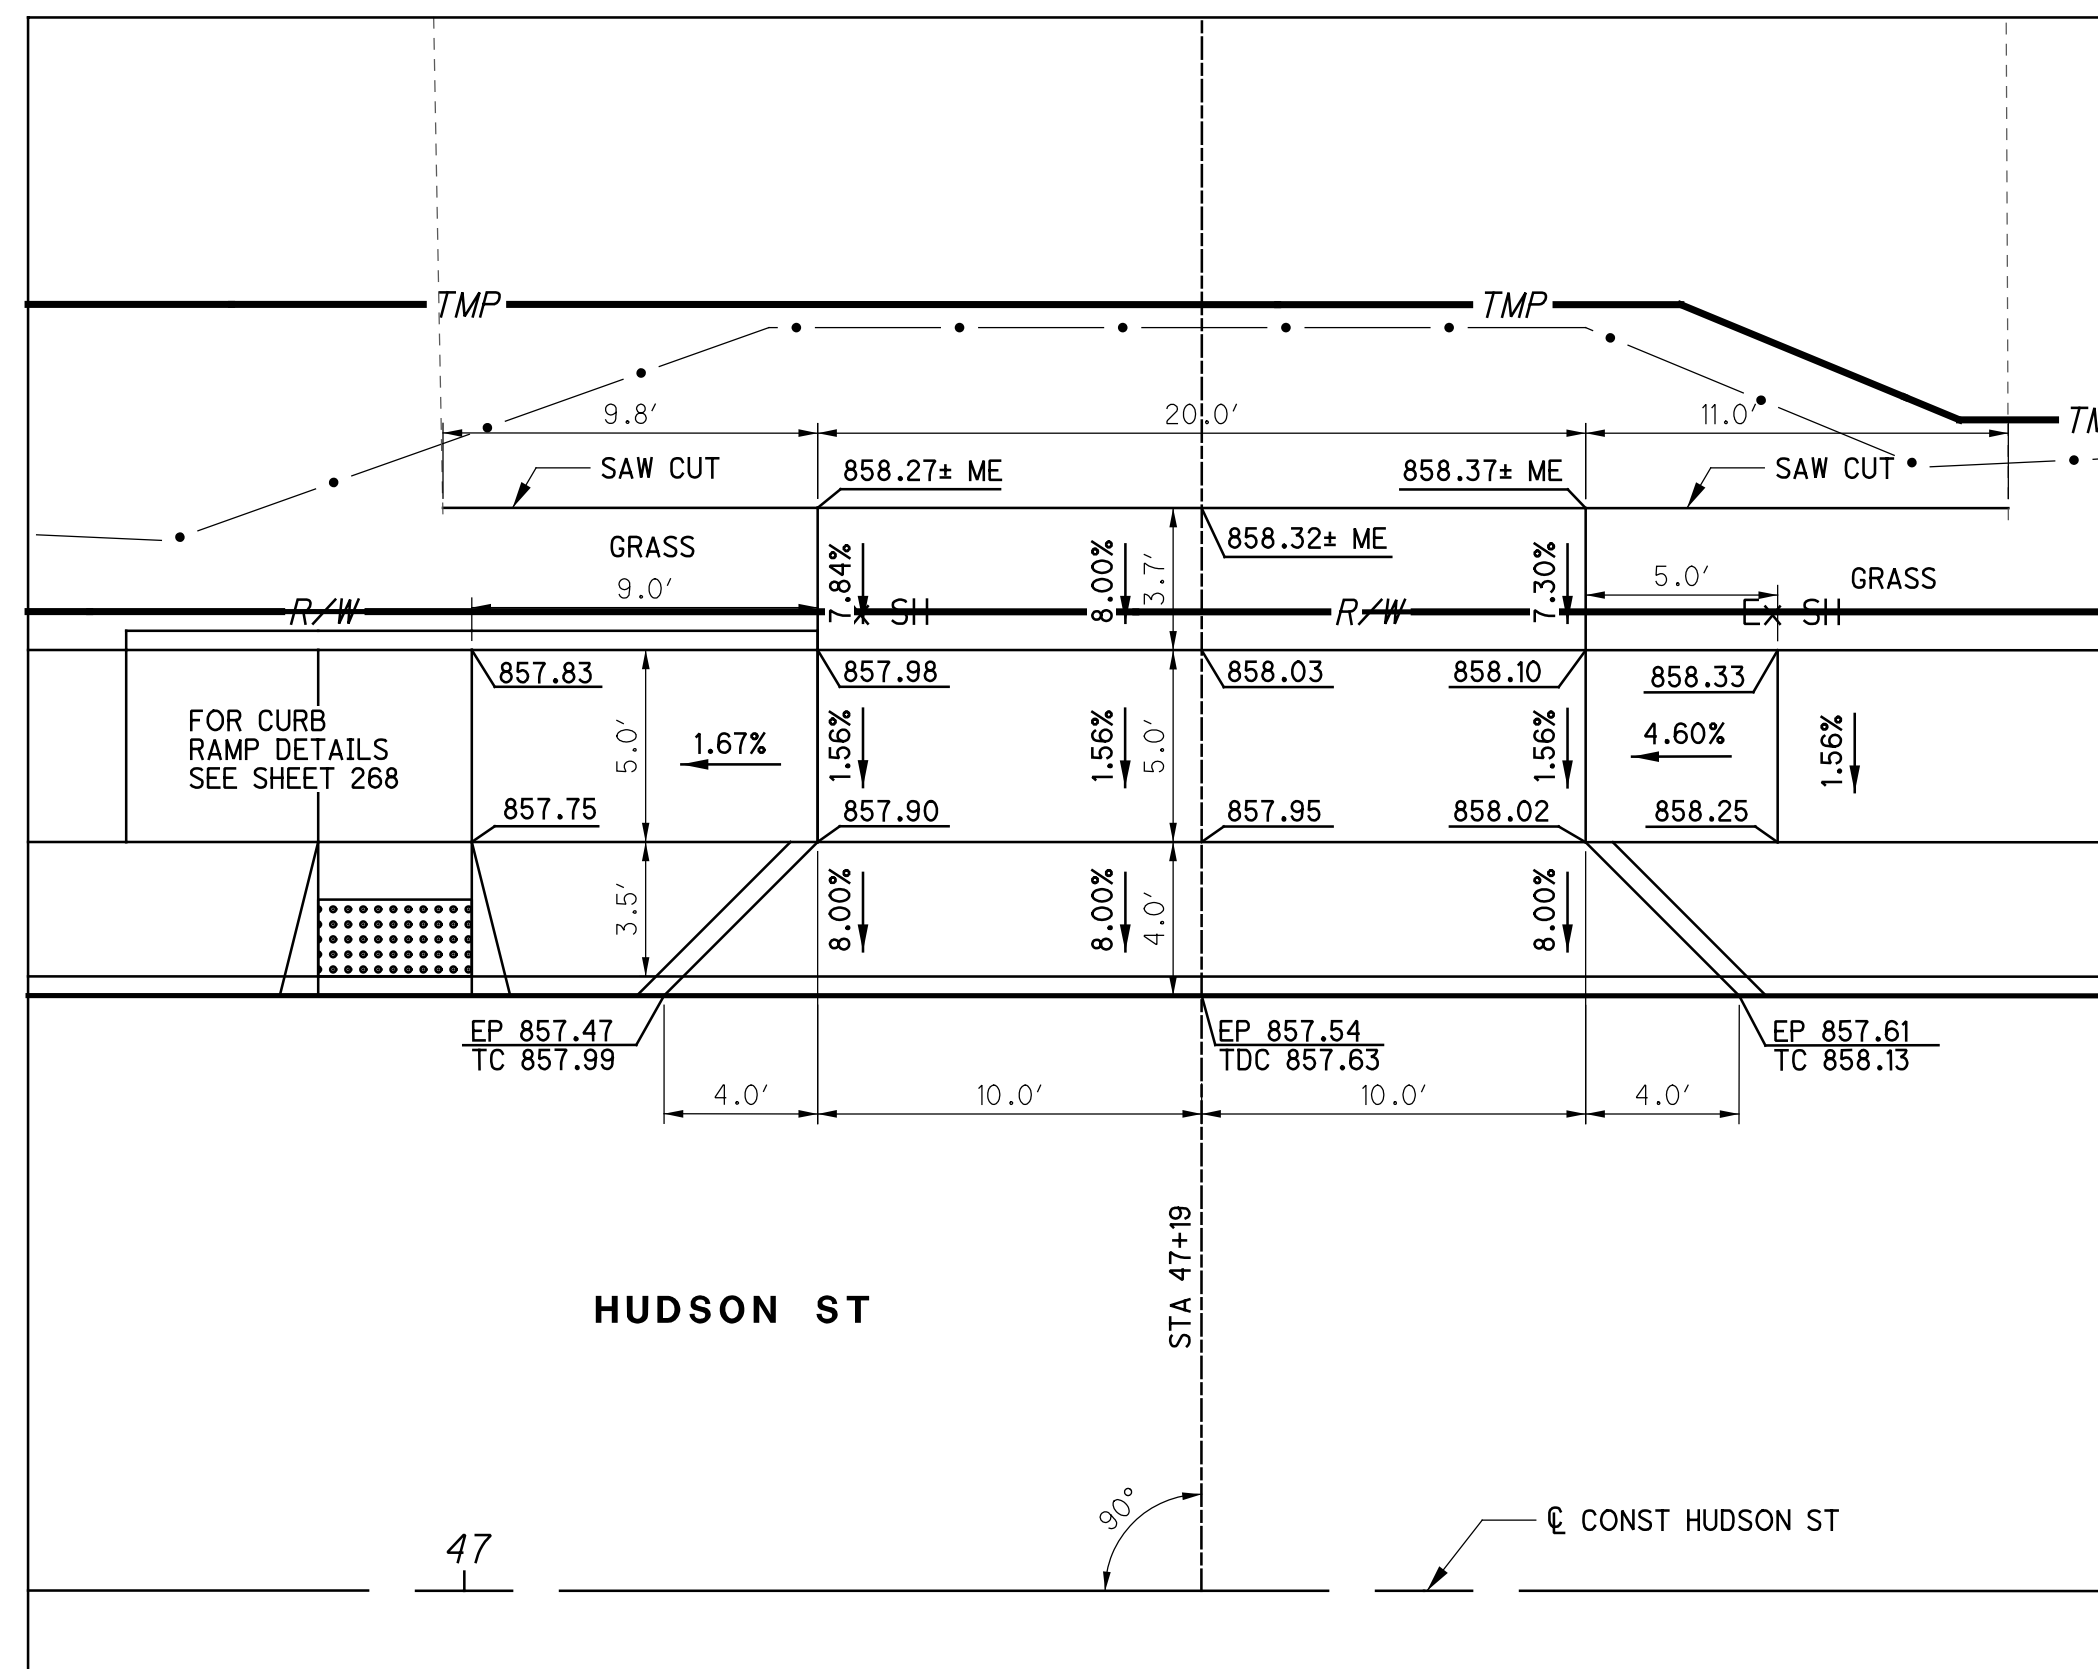 TMP TMP
9.8' 20.0' 11.0'
SAW CUT 858.27± ME 858.37± ME SAW CUT
858.32± ME
GRASS 7.84% 8.00% 3.7' 7.30% 5.0' GRASS
9.0'
R/W SH R/W EX SH
857.83 857.98 858.03 858.10 858.33
FOR CURB
RAMP DETAILS
SEE SHEET 268
5.0' 1.67% 1.56% 1.56% 5.0' 1.56% 4.60% 1.56%
857.75 857.90 857.95 858.02 858.25
3.5' 8.00% 8.00% 4.0' 8.00%
EP 857.47 EP 857.54 EP 857.61
TC 857.99 TDC 857.63 TC 858.13
4.0' 10.0' 10.0' 4.0'
STA 47+19
HUDSON ST
90°
℄ CONST HUDSON ST
47